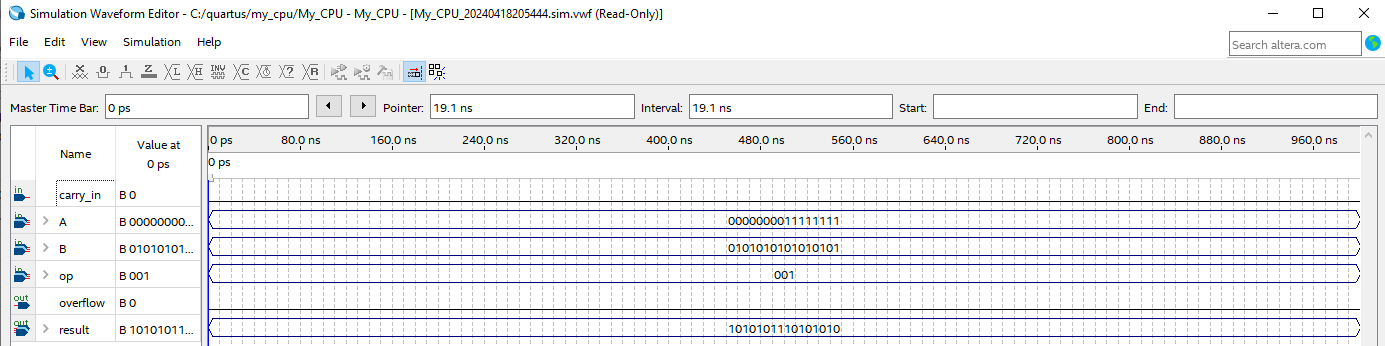 Simulation Waveform Editor - C:/quartus/my_cpu/My_CPU - My_CPU - [My_CPU_20240418205444.sim.vwf (Read-Only)]
File Edit View Simulation Help
Search altera.com
Master Time Bar: 0 ps Pointer: 19.1 ns Interval: 19.1 ns Start: End:
Name Value at 0 ps
0 ps 80.0 ns 160.0 ns 240.0 ns 320.0 ns 400.0 ns 480.0 ns 560.0 ns 640.0 ns 720.0 ns 800.0 ns 880.0 ns 960.0 ns
0 ps
in carry_in B 0
in A B 00000000... 0000000011111111
in B B 01010101... 0101010101010101
in op B 001 001
out overflow B 0
out result B 10101011... 1010101110101010